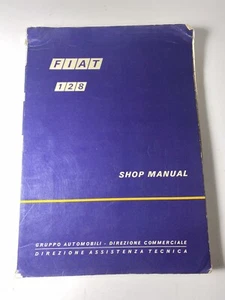 FIAT
128
SHOP MANUAL
GRUPPO AUTOMOBILI - DIREZIONE COMMERCIALE
DIREZIONE ASSISTENZA TECNICA